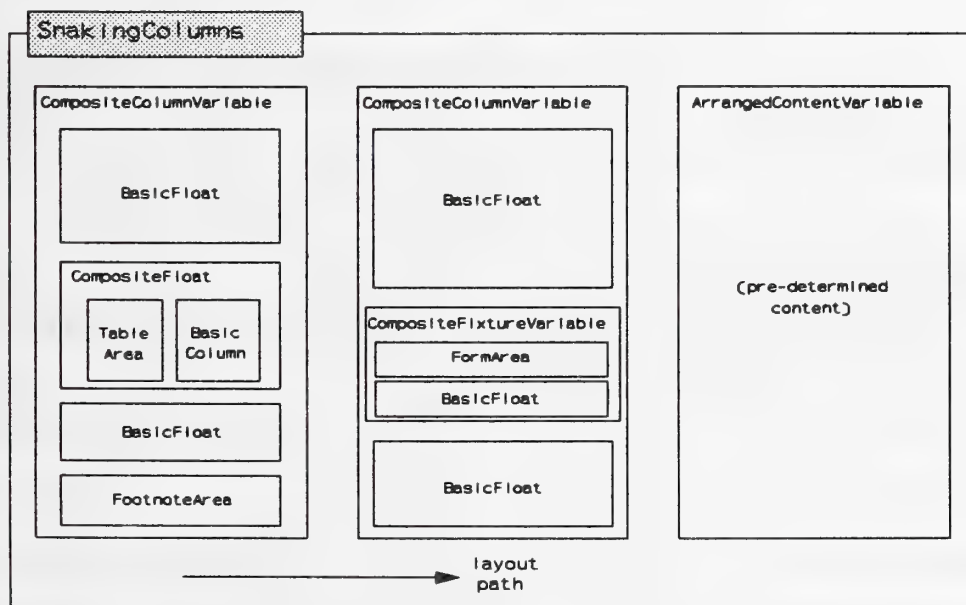 SnakingColumns
CompositeColumnVariable
BasicFloat
CompositeFloat
Table
Area
Basic
Column
BasicFloat
FootnoteArea
CompositeColumnVariable
BasicFloat
CompositeFixtureVariable
FormArea
BasicFloat
BasicFloat
ArrangedContentVariable
(pre-determined
content)
layout
path